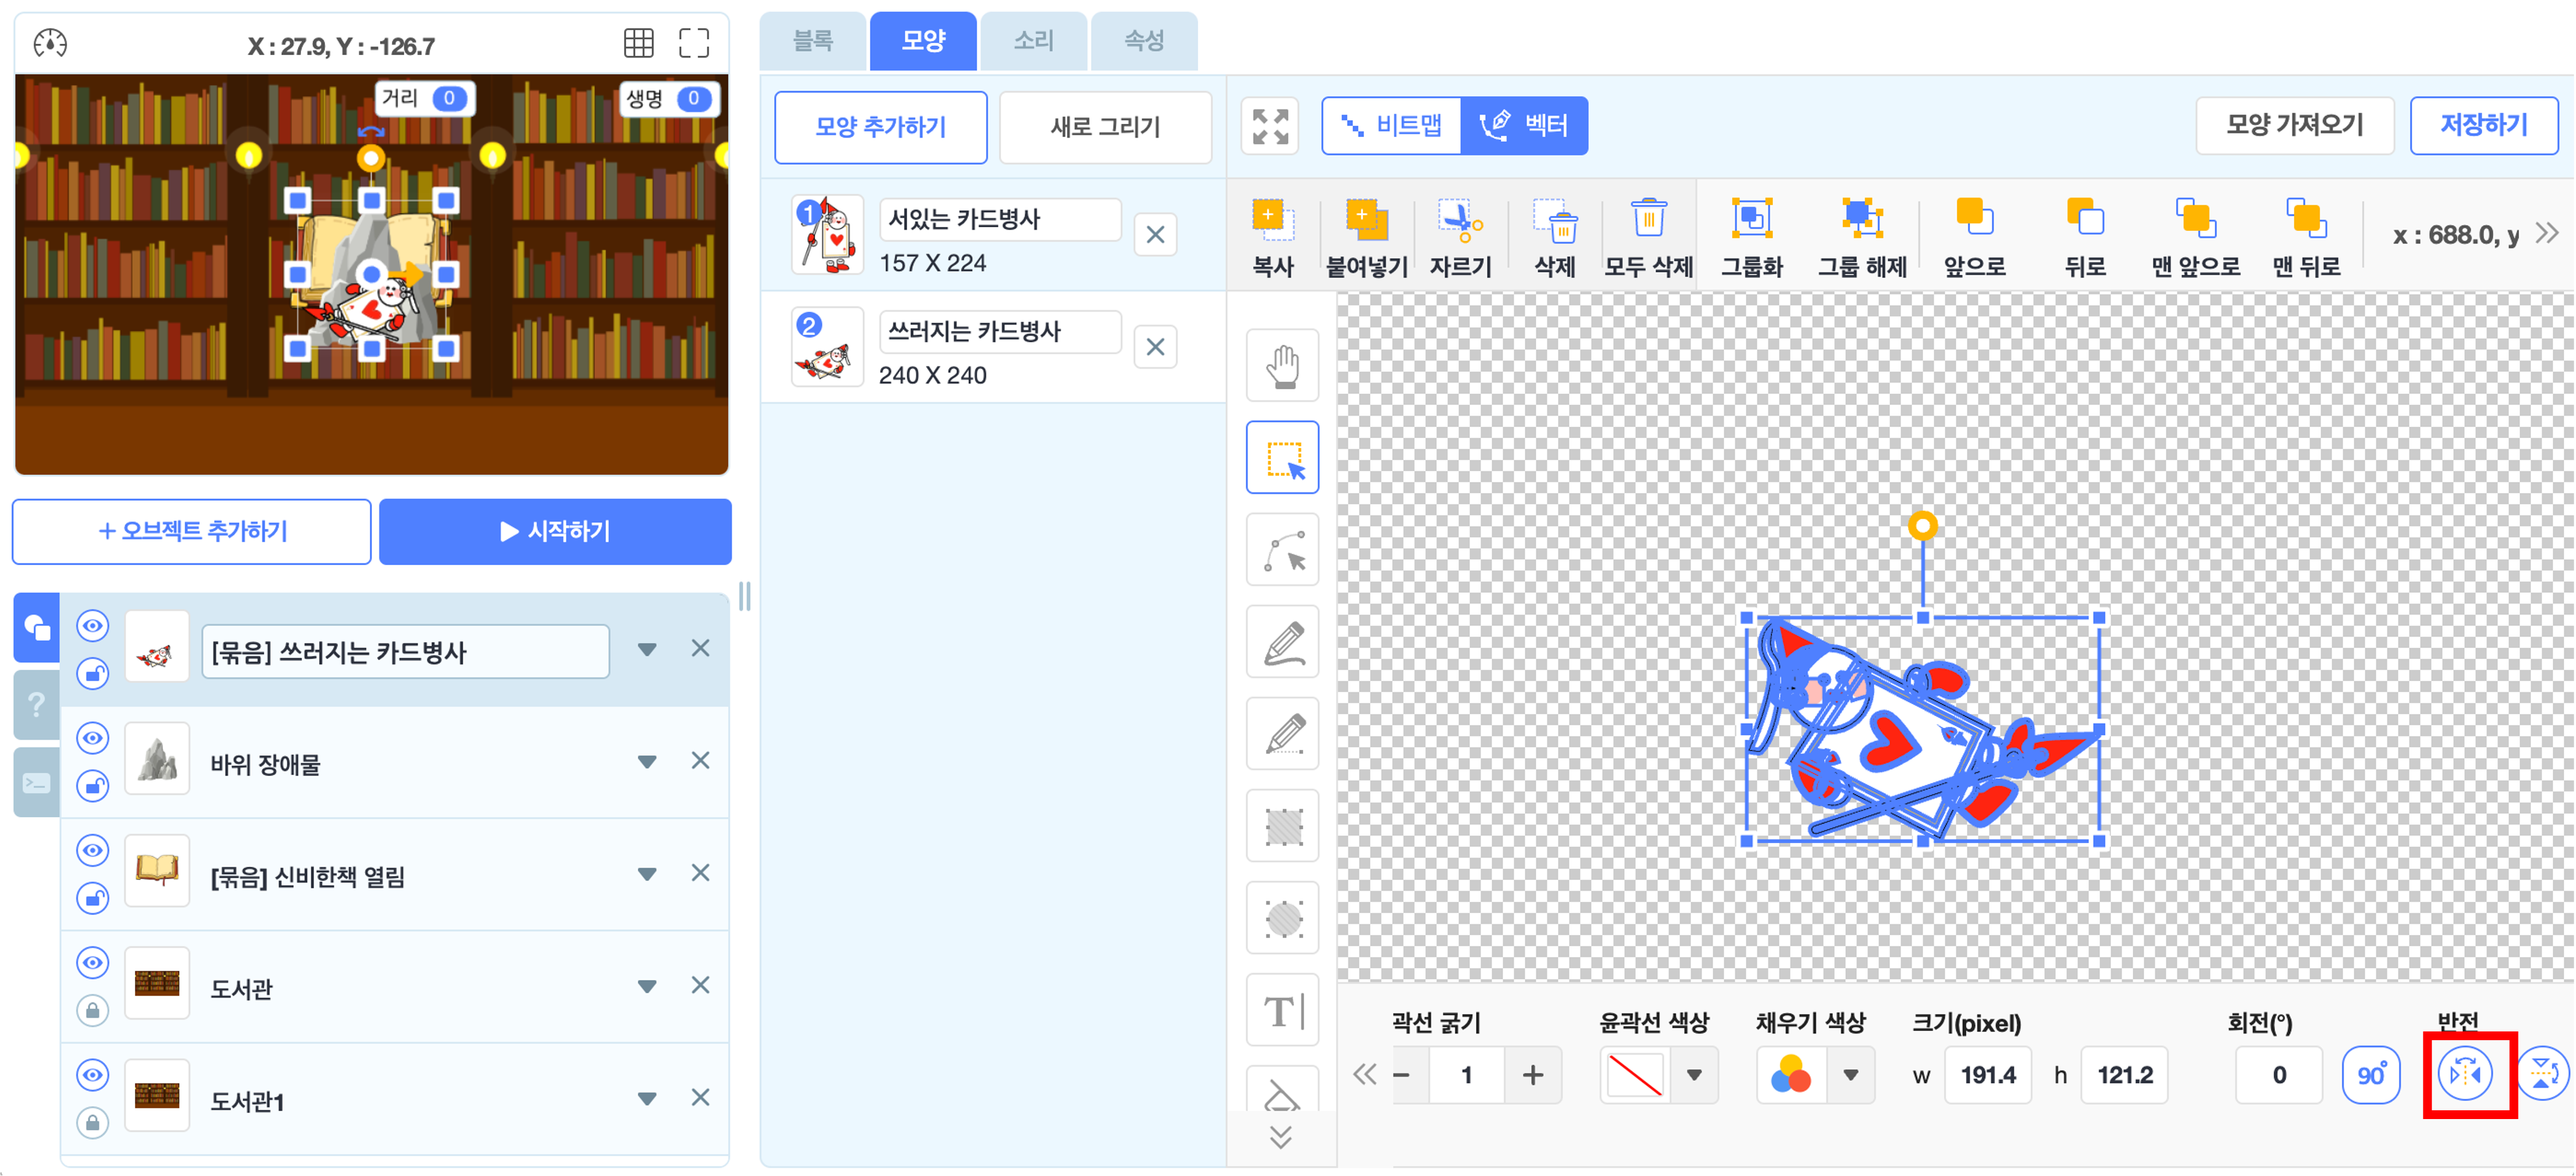 X : 27.9, Y : -126.7
거리 0
생명 0
+ 오브젝트 추가하기
시작하기
[묶음] 쓰러지는 카드병사
바위 장애물
[묶음] 신비한책 열림
도서관
도서관1
?
>_
블록
모양
소리
속성
모양 추가하기
새로 그리기
1
서있는 카드병사
157 X 224
2
쓰러지는 카드병사
240 X 240
비트맵
벡터
모양 가져오기
저장하기
복사
붙여넣기
자르기
삭제
모두 삭제
그룹화
그룹 해제
앞으로
뒤로
맨 앞으로
맨 뒤로
x : 688.0, y
T
곽선 굵기
윤곽선 색상
채우기 색상
크기(pixel)
회전(°)
반전
− 1 +
w 191.4
h 121.2
0
90°